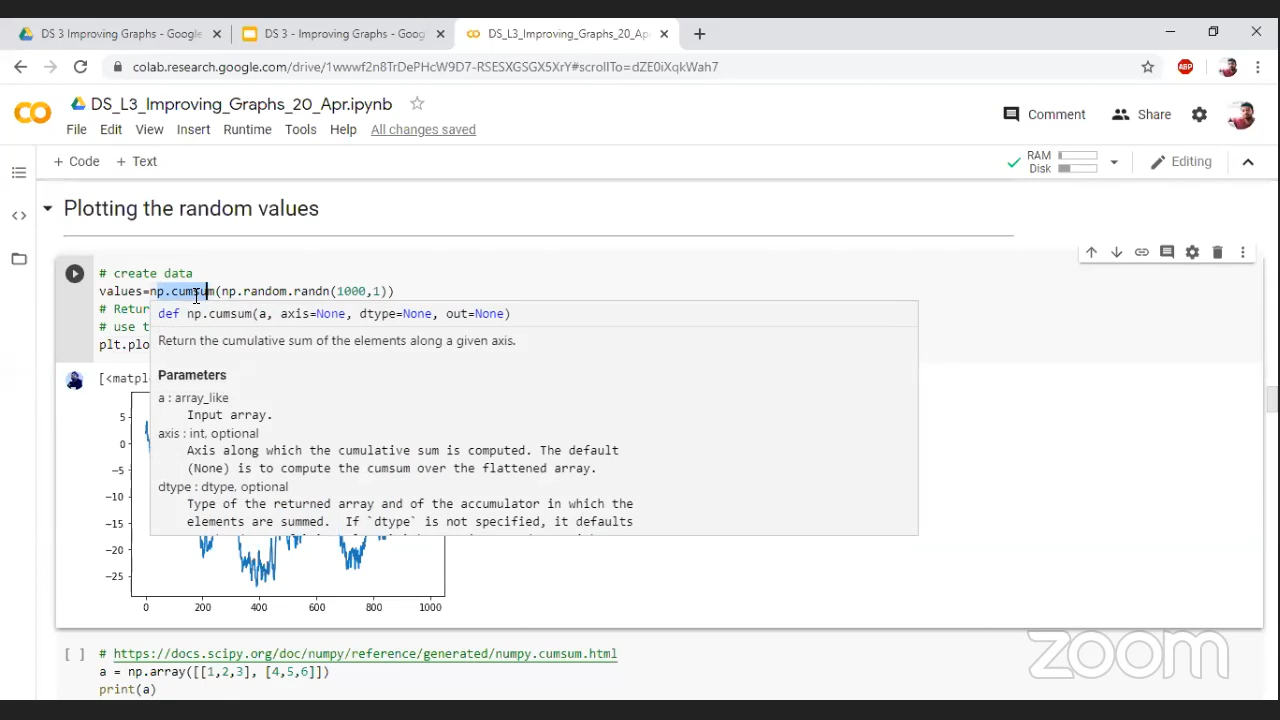 DS 3 Improving Graphs - Google
DS 3 - Improving Graphs - Goog
DS_L3_Improving_Graphs_20_Ap
colab.research.google.com/drive/1wwwf2n8TrDePHcW9D7-RSESXGSGX5XrY#scrollTo=dZE0iXqkWah7
ABP
CO
DS_L3_Improving_Graphs_20_Apr.ipynb
Comment
Share
File Edit View Insert Runtime Tools Help All changes saved
+ Code + Text
RAM
Disk
Editing
Plotting the random values
# create data
values=np.cumsum(np.random.randn(1000,1))
# Retur
# use t
plt.plo
def np.cumsum(a, axis=None, dtype=None, out=None)
Return the cumulative sum of the elements along a given axis.
Parameters
a : array_like
Input array.
axis : int, optional
Axis along which the cumulative sum is computed. The default
(None) is to compute the cumsum over the flattened array.
dtype : dtype, optional
Type of the returned array and of the accumulator in which the
elements are summed. If `dtype` is not specified, it defaults
[<matpl
5
0
−5
−10
−15
−20
−25
0 200 400 600 800 1000
[ ] # https://docs.scipy.org/doc/numpy/reference/generated/numpy.cumsum.html
a = np.array([[1,2,3], [4,5,6]])
print(a)
zoom